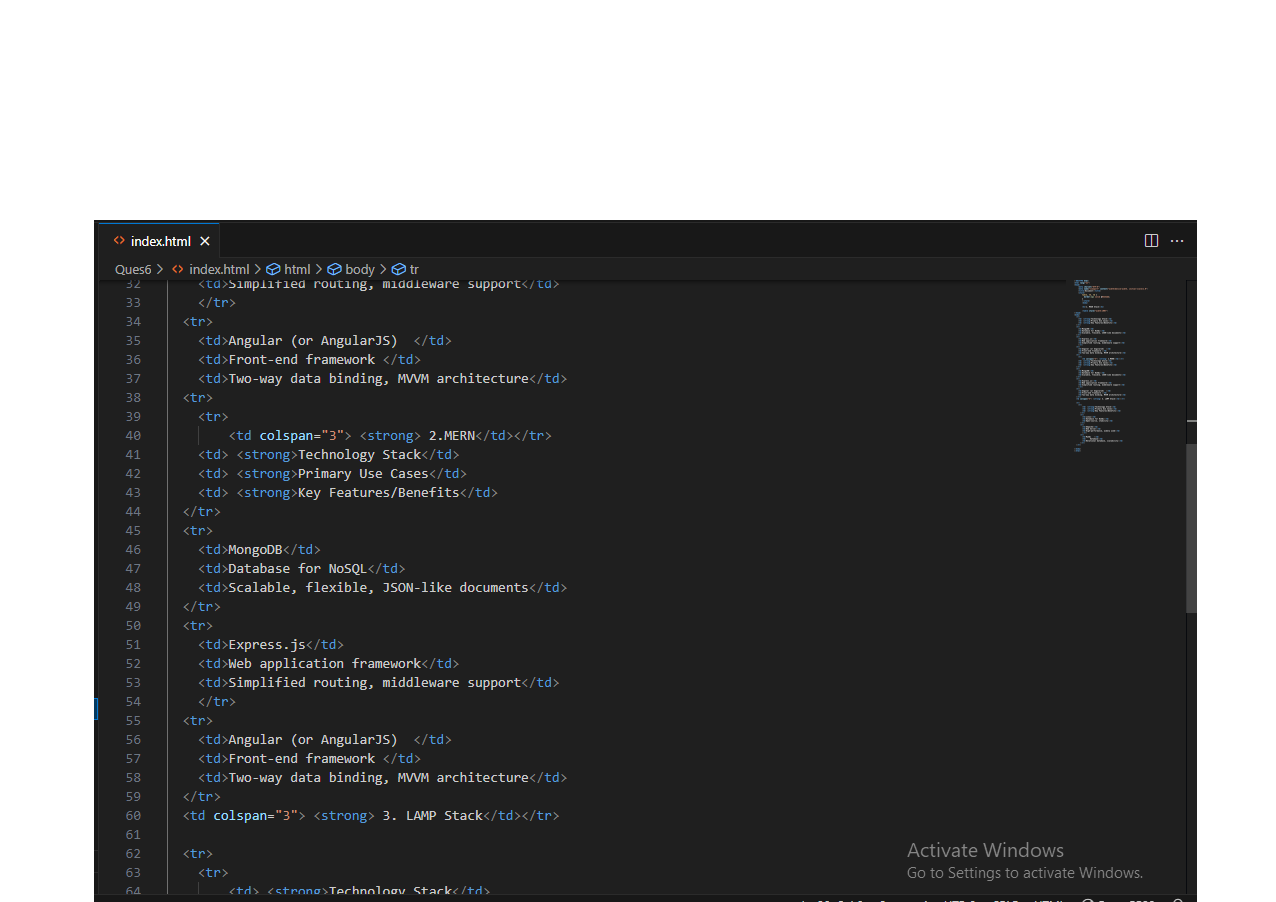 index.html
Ques6 > index.html > html > body > tr
32 <td>Simplified routing, middleware support</td>
33 </tr>
34 <tr>
35 <td>Angular (or AngularJS)  </td>
36 <td>Front-end framework </td>
37 <td>Two-way data binding, MVVM architecture</td>
38 <tr>
39 <tr>
40 <td colspan="3"> <strong> 2.MERN</td></tr>
41 <td> <strong>Technology Stack</td>
42 <td> <strong>Primary Use Cases</td>
43 <td> <strong>Key Features/Benefits</td>
44 </tr>
45 <tr>
46 <td>MongoDB</td>
47 <td>Database for NoSQL</td>
48 <td>Scalable, flexible, JSON-like documents</td>
49 </tr>
50 <tr>
51 <td>Express.js</td>
52 <td>Web application framework</td>
53 <td>Simplified routing, middleware support</td>
54 </tr>
55 <tr>
56 <td>Angular (or AngularJS)  </td>
57 <td>Front-end framework </td>
58 <td>Two-way data binding, MVVM architecture</td>
59 </tr>
60 <td colspan="3"> <strong> 3. LAMP Stack</td></tr>
61
62 <tr>
63 <tr>
64 <td> <strong>Technology Stack</td>
Activate Windows
Go to Settings to activate Windows.